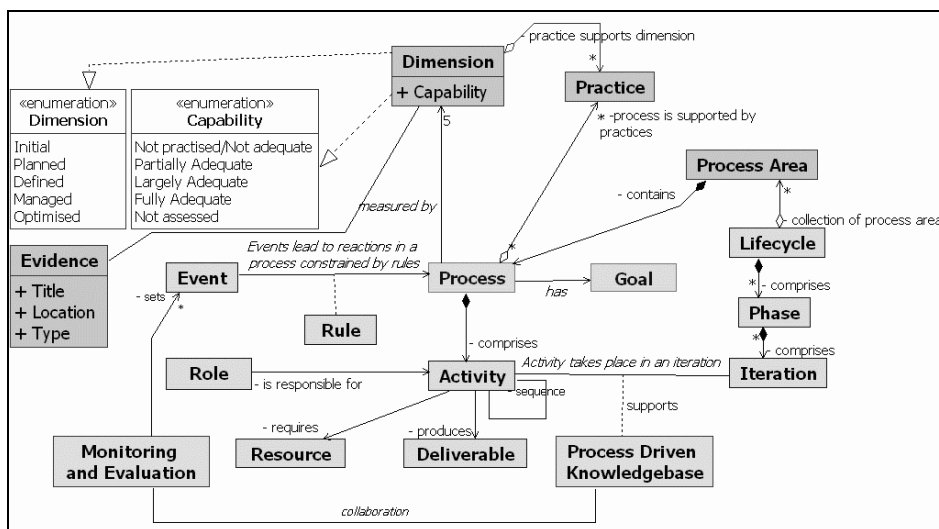 - practice supports dimension
Dimension
+ Capability
*
Practice
«enumeration»
Dimension
Initial
Planned
Defined
Managed
Optimised
«enumeration»
Capability
Not practised/Not adequate
Partially Adequate
Largely Adequate
Fully Adequate
Not assessed
5
* -process is supported by
practices
Process Area
- contains
*
measured by
- collection of process area
Lifecycle
Evidence
+ Title
+ Location
+ Type
Events lead to reactions in a
process constrained by rules
*
Event
Process
has
Goal
* - comprises
- sets
*
Phase
Rule
- comprises
*
- comprises
Activity takes place in an iteration
Role
- is responsible for
Activity
Iteration
- sequence
- requires
- produces
supports
Resource
Deliverable
Monitoring
and Evaluation
Process Driven
Knowledgebase
collaboration